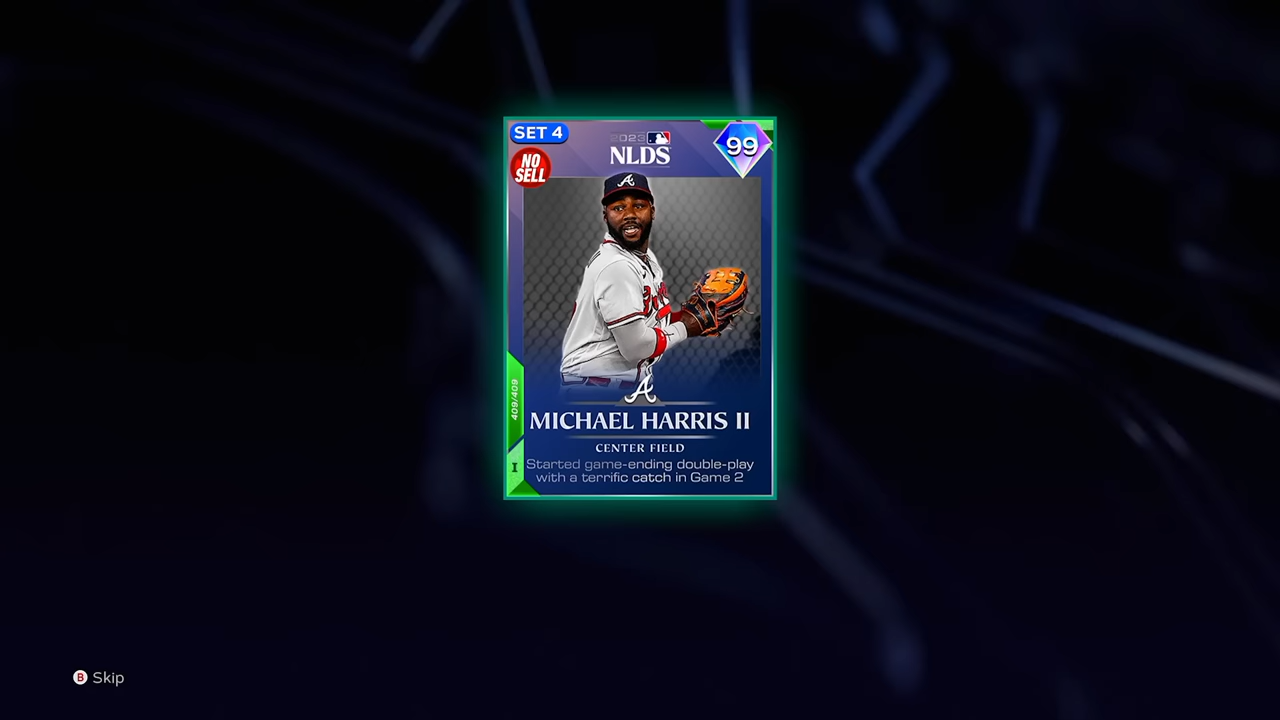 SET 4
2023
NLDS
99
NO
SELL
409/409
MICHAEL HARRIS II
CENTER FIELD
I
Started game-ending double-play
with a terrific catch in Game 2
B Skip